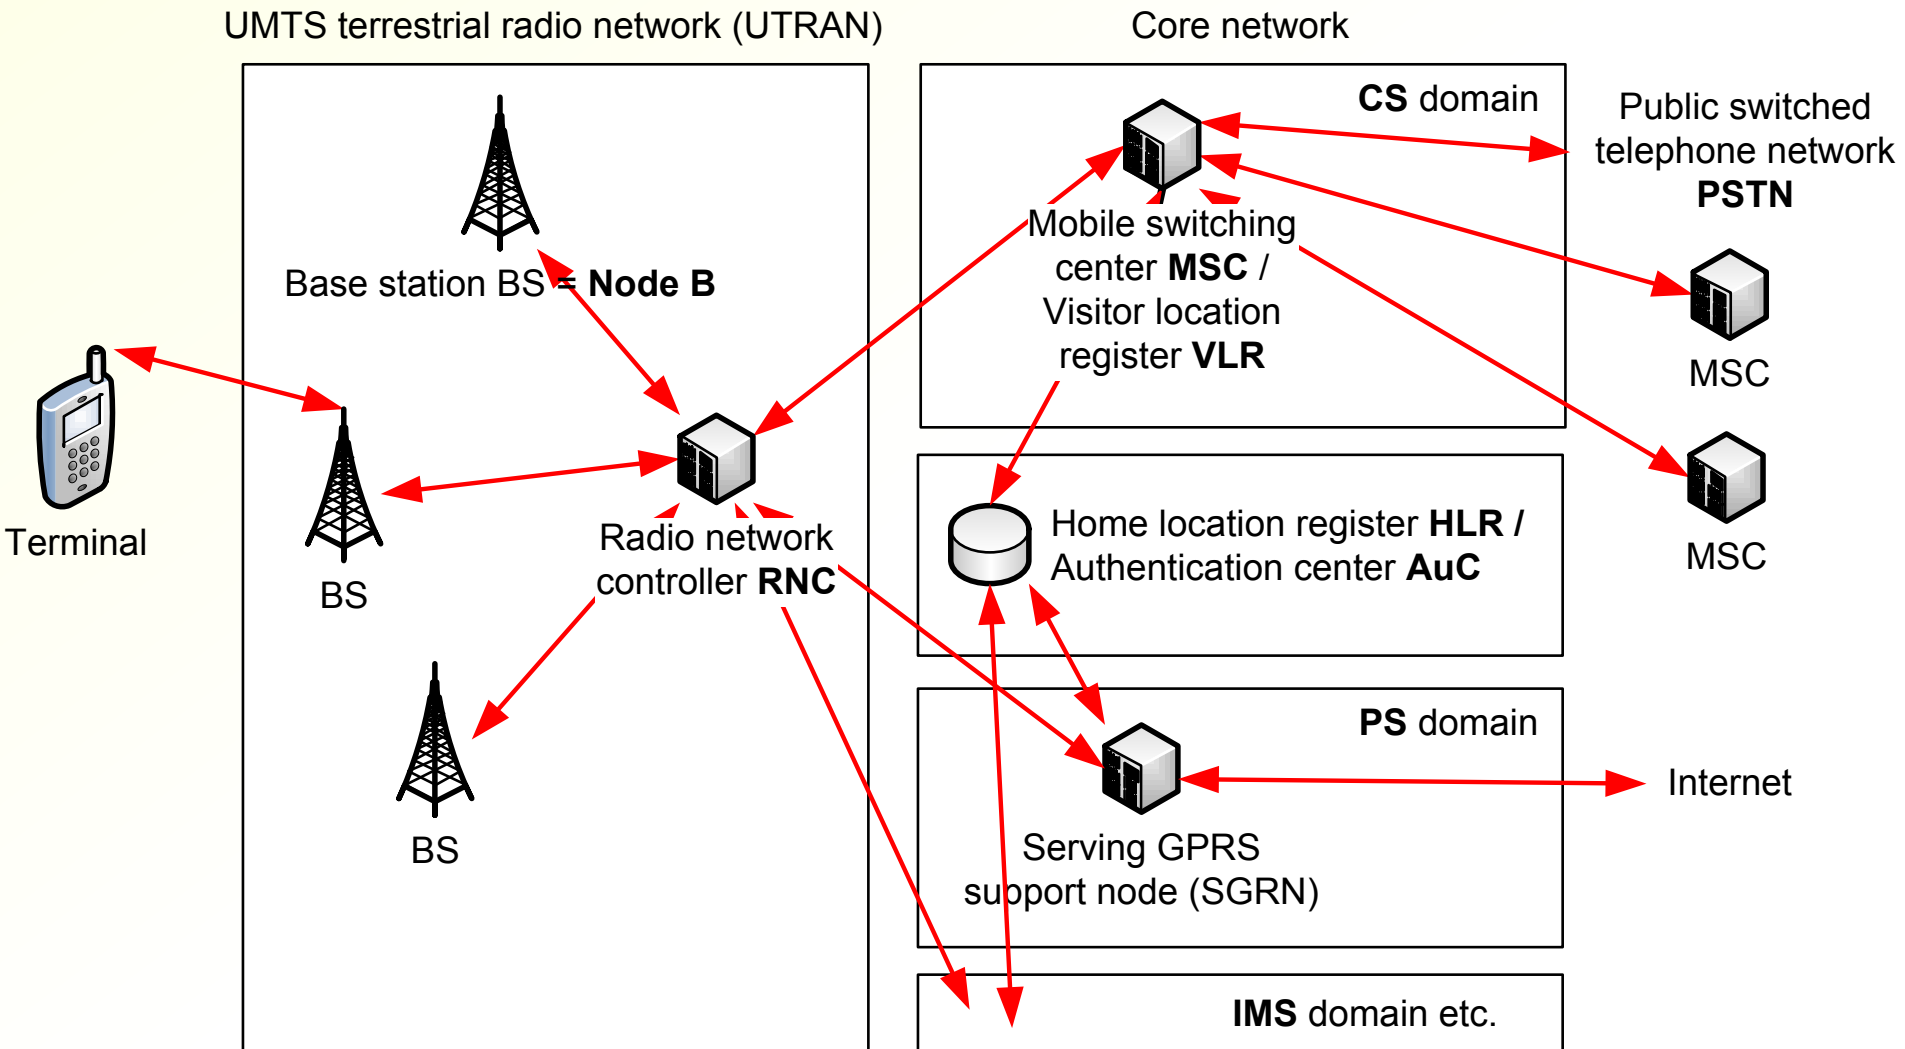 UMTS terrestrial radio network (UTRAN)
Core network
CS domain
Public switched
telephone network
PSTN
Base station BS = Node B
Mobile switching
center MSC /
Visitor location
register VLR
MSC
MSC
Terminal
BS
Radio network
controller RNC
Home location register HLR /
Authentication center AuC
BS
PS domain
Internet
Serving GPRS
support node (SGRN)
IMS domain etc.